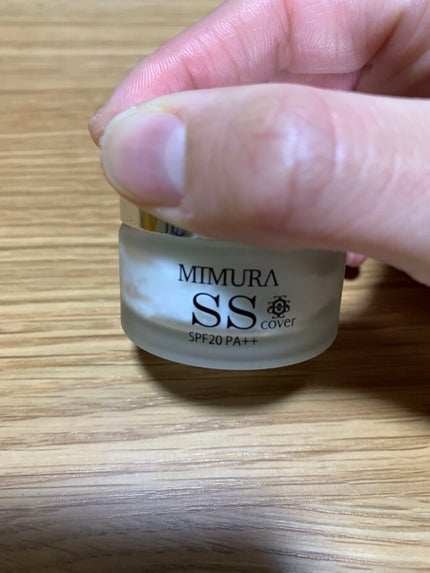 MIMURA
SS
cover
SPF20 PA++